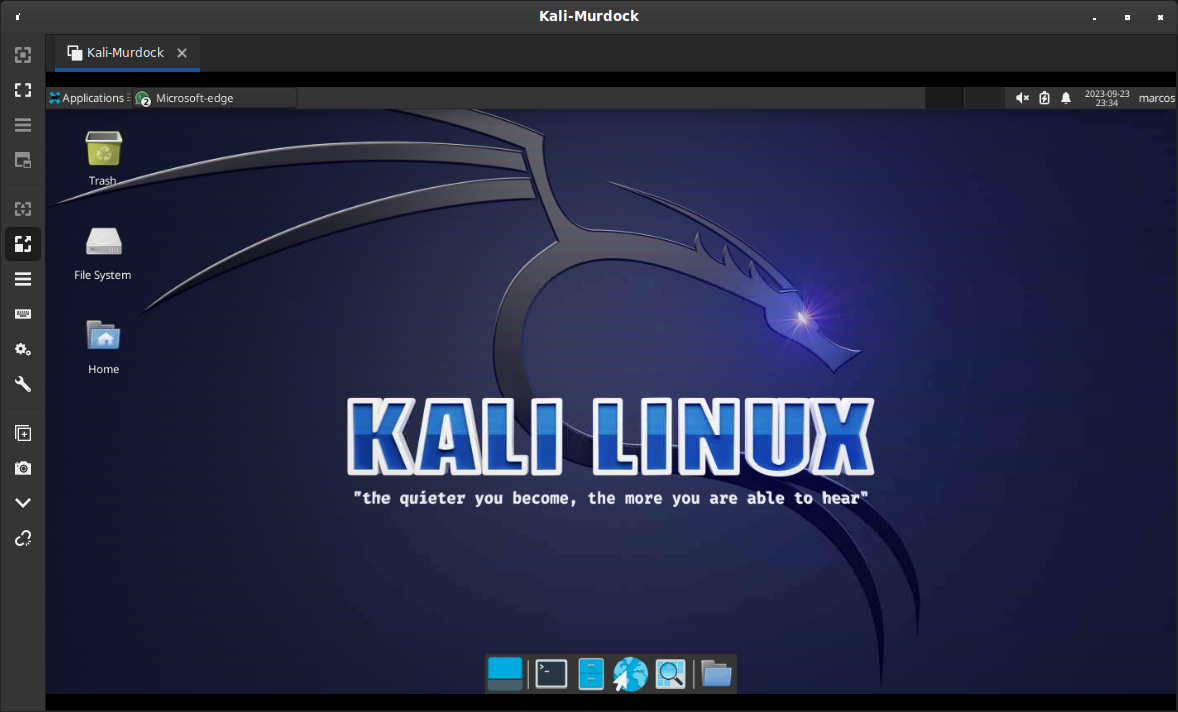 Kali-Murdock
Kali-Murdock
Applications
2
Microsoft-edge
2023-09-23
23:34
marcos
Trash
File System
Home
KALI LINUX
"the quieter you become, the more you are able to hear"